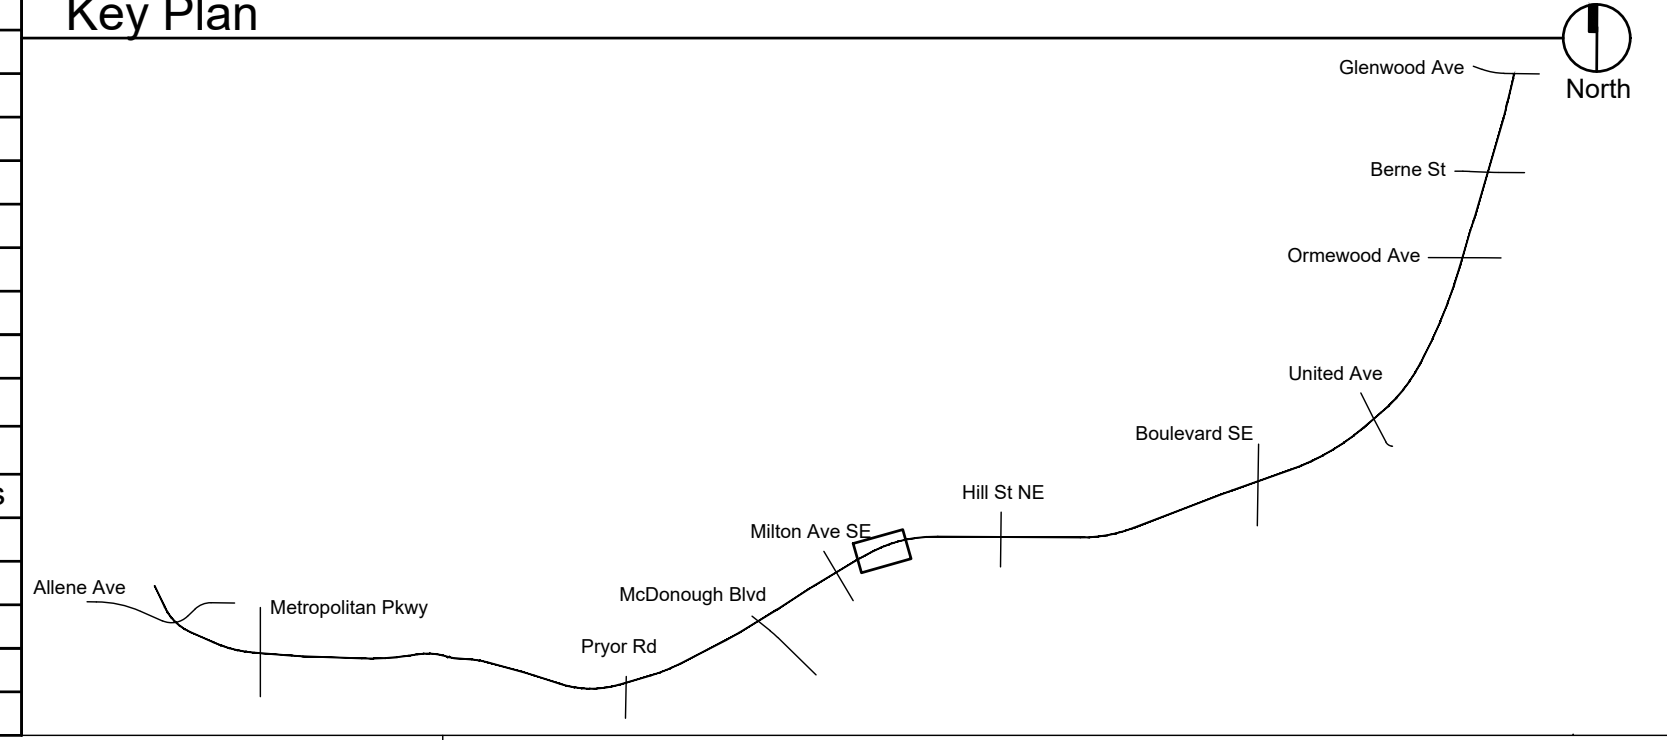 Key Plan
Glenwood Ave
North
Berne St
Ormewood Ave
United Ave
Boulevard SE
Hill St NE
s
Milton Ave SE
Allene Ave
McDonough Blvd
Metropolitan Pkwy
Pryor Rd